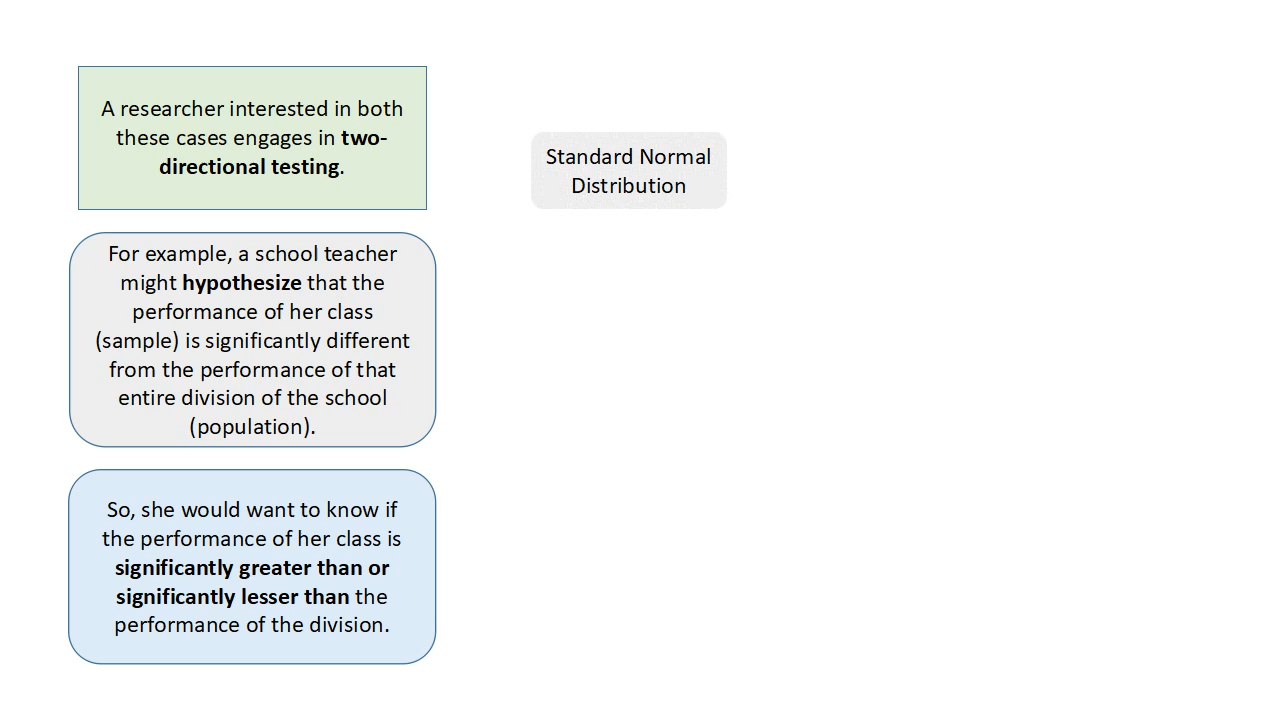 A researcher interested in both
these cases engages in two-
directional testing.
Standard Normal
Distribution
For example, a school teacher
might hypothesize that the
performance of her class
(sample) is significantly different
from the performance of that
entire division of the school
(population).
So, she would want to know if
the performance of her class is
significantly greater than or
significantly lesser than the
performance of the division.